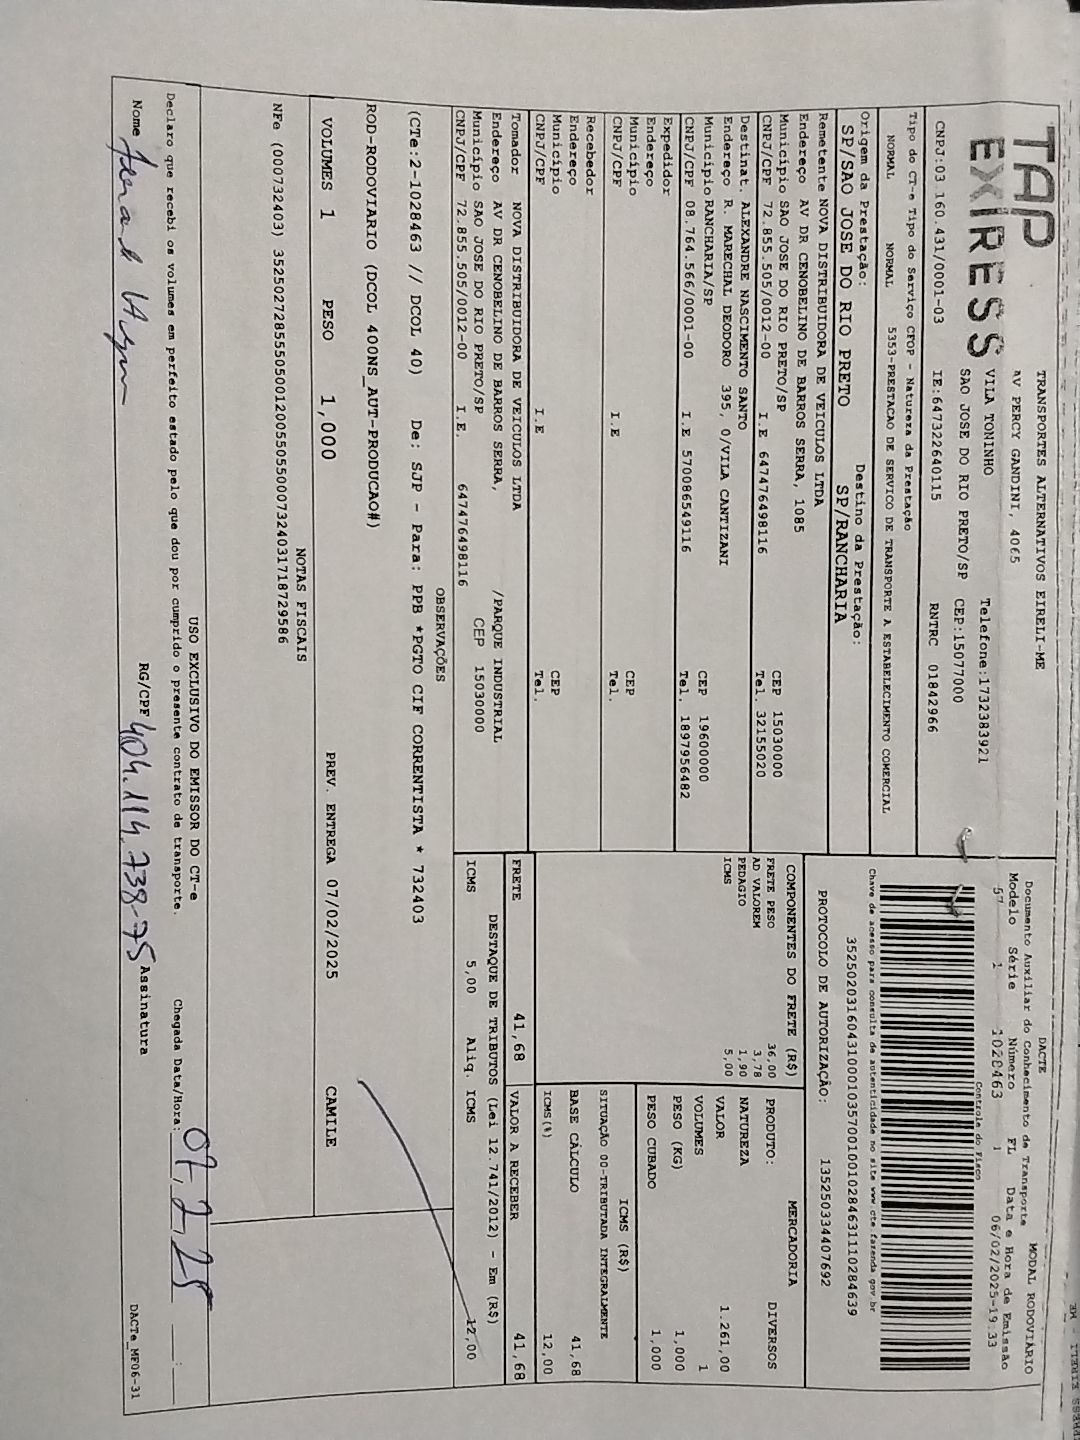 TAP
EXPRESS
TRANSPORTES ALTERNATIVOS EIRELI-ME
AV PERCY GANDINI, 4065
VILA TONINHO Telefone:1732383921
SAO JOSE DO RIO PRETO/SP CEP:15077000
CNPJ:03 160.431/0001-03 IE:647322640115 RNTRC 01842966
DACTE MODAL RODOVIÁRIO
Documento Auxiliar do Conhecimento de Transporte
Modelo Série Número FL Data e Hora de Emissão
57 1 1028463 1 06/02/2025-19:33
Controle do Fisco
Chave de acesso para consulta de autenticidade no site www.cte.fazenda.gov.br
35250203160431000103570010010284631110284639
PROTOCOLO DE AUTORIZAÇÃO: 135250334407692
Tipo do CT-e Tipo do Serviço CFOP - Natureza da Prestação
NORMAL NORMAL 5353-PRESTACAO DE SERVICO DE TRANSPORTE A ESTABELECIMENTO COMERCIAL
Origem da Prestação: Destino da Prestação:
SP/SAO JOSE DO RIO PRETO SP/RANCHARIA
Remetente NOVA DISTRIBUIDORA DE VEICULOS LTDA
Endereço AV DR CENOBELINO DE BARROS SERRA, 1085
Município SAO JOSE DO RIO PRETO/SP CEP 15030000
CNPJ/CPF 72.855.505/0012-00 I.E 647476498116 Tel. 32155020
Destinat. ALEXANDRE NASCIMENTO SANTO
Endereço R. MARECHAL DEODORO 395, 0/VILA CANTIZANI
Município RANCHARIA/SP CEP 19600000
CNPJ/CPF 08.764.566/0001-00 I.E 570086549116 Tel. 1897956482
Expedidor
Endereço
Município CEP
CNPJ/CPF I.E Tel.
Recebedor
Endereço
Município CEP
CNPJ/CPF I.E Tel.
Tomador NOVA DISTRIBUIDORA DE VEICULOS LTDA
Endereço AV DR CENOBELINO DE BARROS SERRA, /PARQUE INDUSTRIAL
Município SAO JOSE DO RIO PRETO/SP CEP 15030000
CNPJ/CPF 72.855.505/0012-00 I.E. 647476498116
COMPONENTES DO FRETE (R$)
FRETE PESO 36,00
AD VALOREM 3,78
PEDAGIO 1,90
ICMS 5,00
MERCADORIA
PRODUTO: DIVERSOS
NATUREZA
VALOR 1.261,00
VOLUMES 1
PESO (KG) 1,000
PESO CUBADO 1,000
ICMS (R$)
SITUAÇÃO 00-TRIBUTADA INTEGRALMENTE
BASE CÁLCULO 41,68
ICMS(%) 12,00
FRETE 41,68 VALOR A RECEBER 41,68
DESTAQUE DE TRIBUTOS (Lei 12.741/2012) - Em (R$)
ICMS 5,00 Aliq. ICMS 12,00
OBSERVAÇÕES
(CTe:2-1028463 // DCOL 40) De: SJP - Para: PPB *PGTO CIF CORRENTISTA * 732403
ROD-RODOVIARIO (DCOL 400NS_AUT-PRODUCAO#)
VOLUMES 1 PESO 1,000 PREV. ENTREGA 07/02/2025 CAMILE
NOTAS FISCAIS
NFe (000732403) 35250272855505001200550550007324031718729586
USO EXCLUSIVO DO EMISSOR DO CT-e
Declaro que recebi os volumes em perfeito estado pelo que dou por cumprido o presente contrato de transporte. Chegada Data/Hora: 07,2,25 :
Nome RG/CPF 404.114.738-75 Assinatura
DACTe_MF06-31